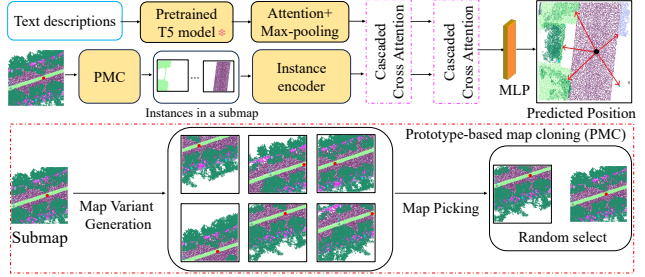 Text descriptions
Pretrained
T5 model
Attention+
Max-pooling
PMC
...
Instances in a submap
Instance
encoder
Cascaded
Cross Attention
Cascaded
Cross Attention
MLP
Predicted Position
Prototype-based map cloning (PMC)
Submap
Map Variant
Generation
Map Picking
Random select